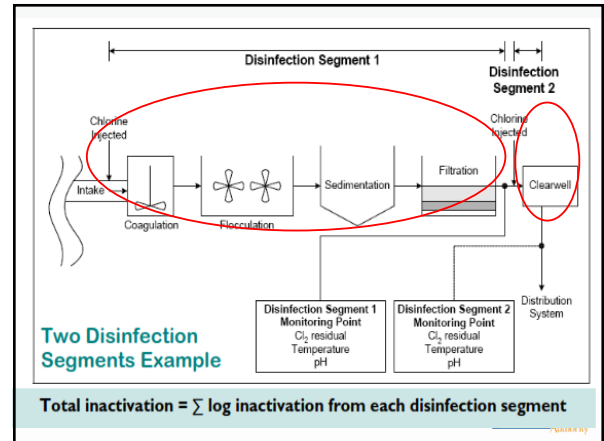 Disinfection Segment 1
Disinfection
Segment 2
Chlorine
Injected
Chlorine
Injected
Intake
Coagulation
Flocculation
Sedimentation
Filtration
Clearwell
Distribution
System
Disinfection Segment 1
Monitoring Point
Cl₂ residual
Temperature
pH
Disinfection Segment 2
Monitoring Point
Cl₂ residual
Temperature
pH
Two Disinfection
Segments Example
Total inactivation = ∑ log inactivation from each disinfection segment
Authority